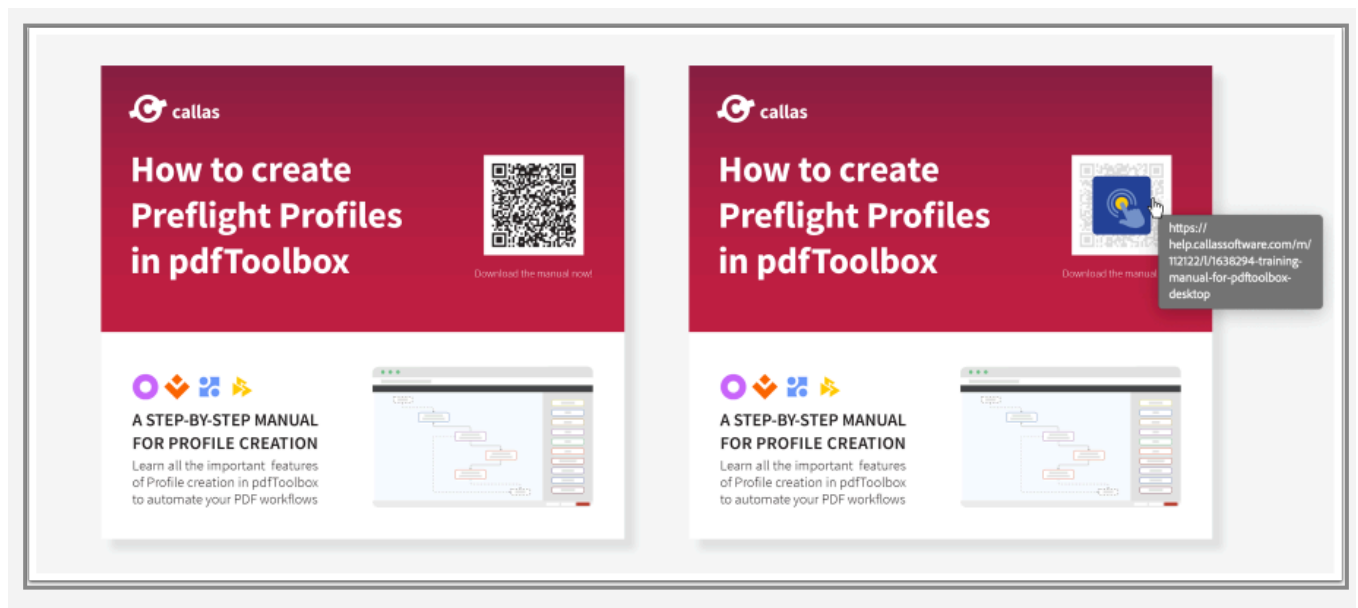 callas
How to create
Preflight Profiles
in pdfToolbox
Download the manual now!
A STEP-BY-STEP MANUAL
FOR PROFILE CREATION
Learn all the important features
of Profile creation in pdfToolbox
to automate your PDF workflows
callas
How to create
Preflight Profiles
in pdfToolbox
Download the manual
https://
help.callassoftware.com/m/
112122/l/1638294-training-
manual-for-pdftoolbox-
desktop
A STEP-BY-STEP MANUAL
FOR PROFILE CREATION
Learn all the important features
of Profile creation in pdfToolbox
to automate your PDF workflows